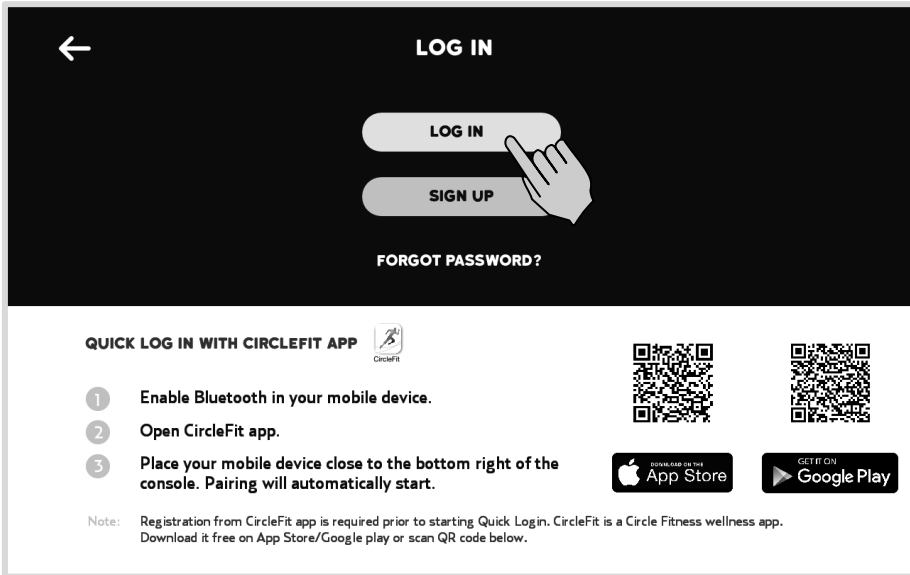 LOG IN
LOG IN
SIGN UP
FORGOT PASSWORD?
QUICK LOG IN WITH CIRCLEFIT APP
CircleFit
1 Enable Bluetooth in your mobile device.
2 Open CircleFit app.
3 Place your mobile device close to the bottom right of the
console. Pairing will automatically start.
DOWNLOAD ON THE
App Store
GET IT ON
Google Play
Note: Registration from CircleFit app is required prior to starting Quick Login. CircleFit is a Circle Fitness wellness app.
Download it free on App Store/Google play or scan QR code below.